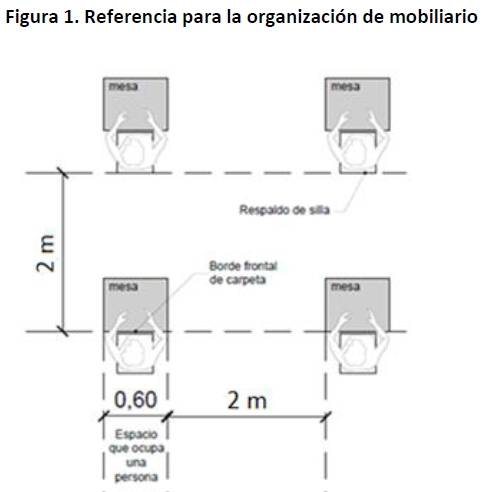 Figura 1. Referencia para la organización de mobiliario
mesa
mesa
Respaldo de silla
2 m
Borde frontal
de carpeta
mesa
mesa
0,60
2 m
Espacio
que ocupa
una
persona